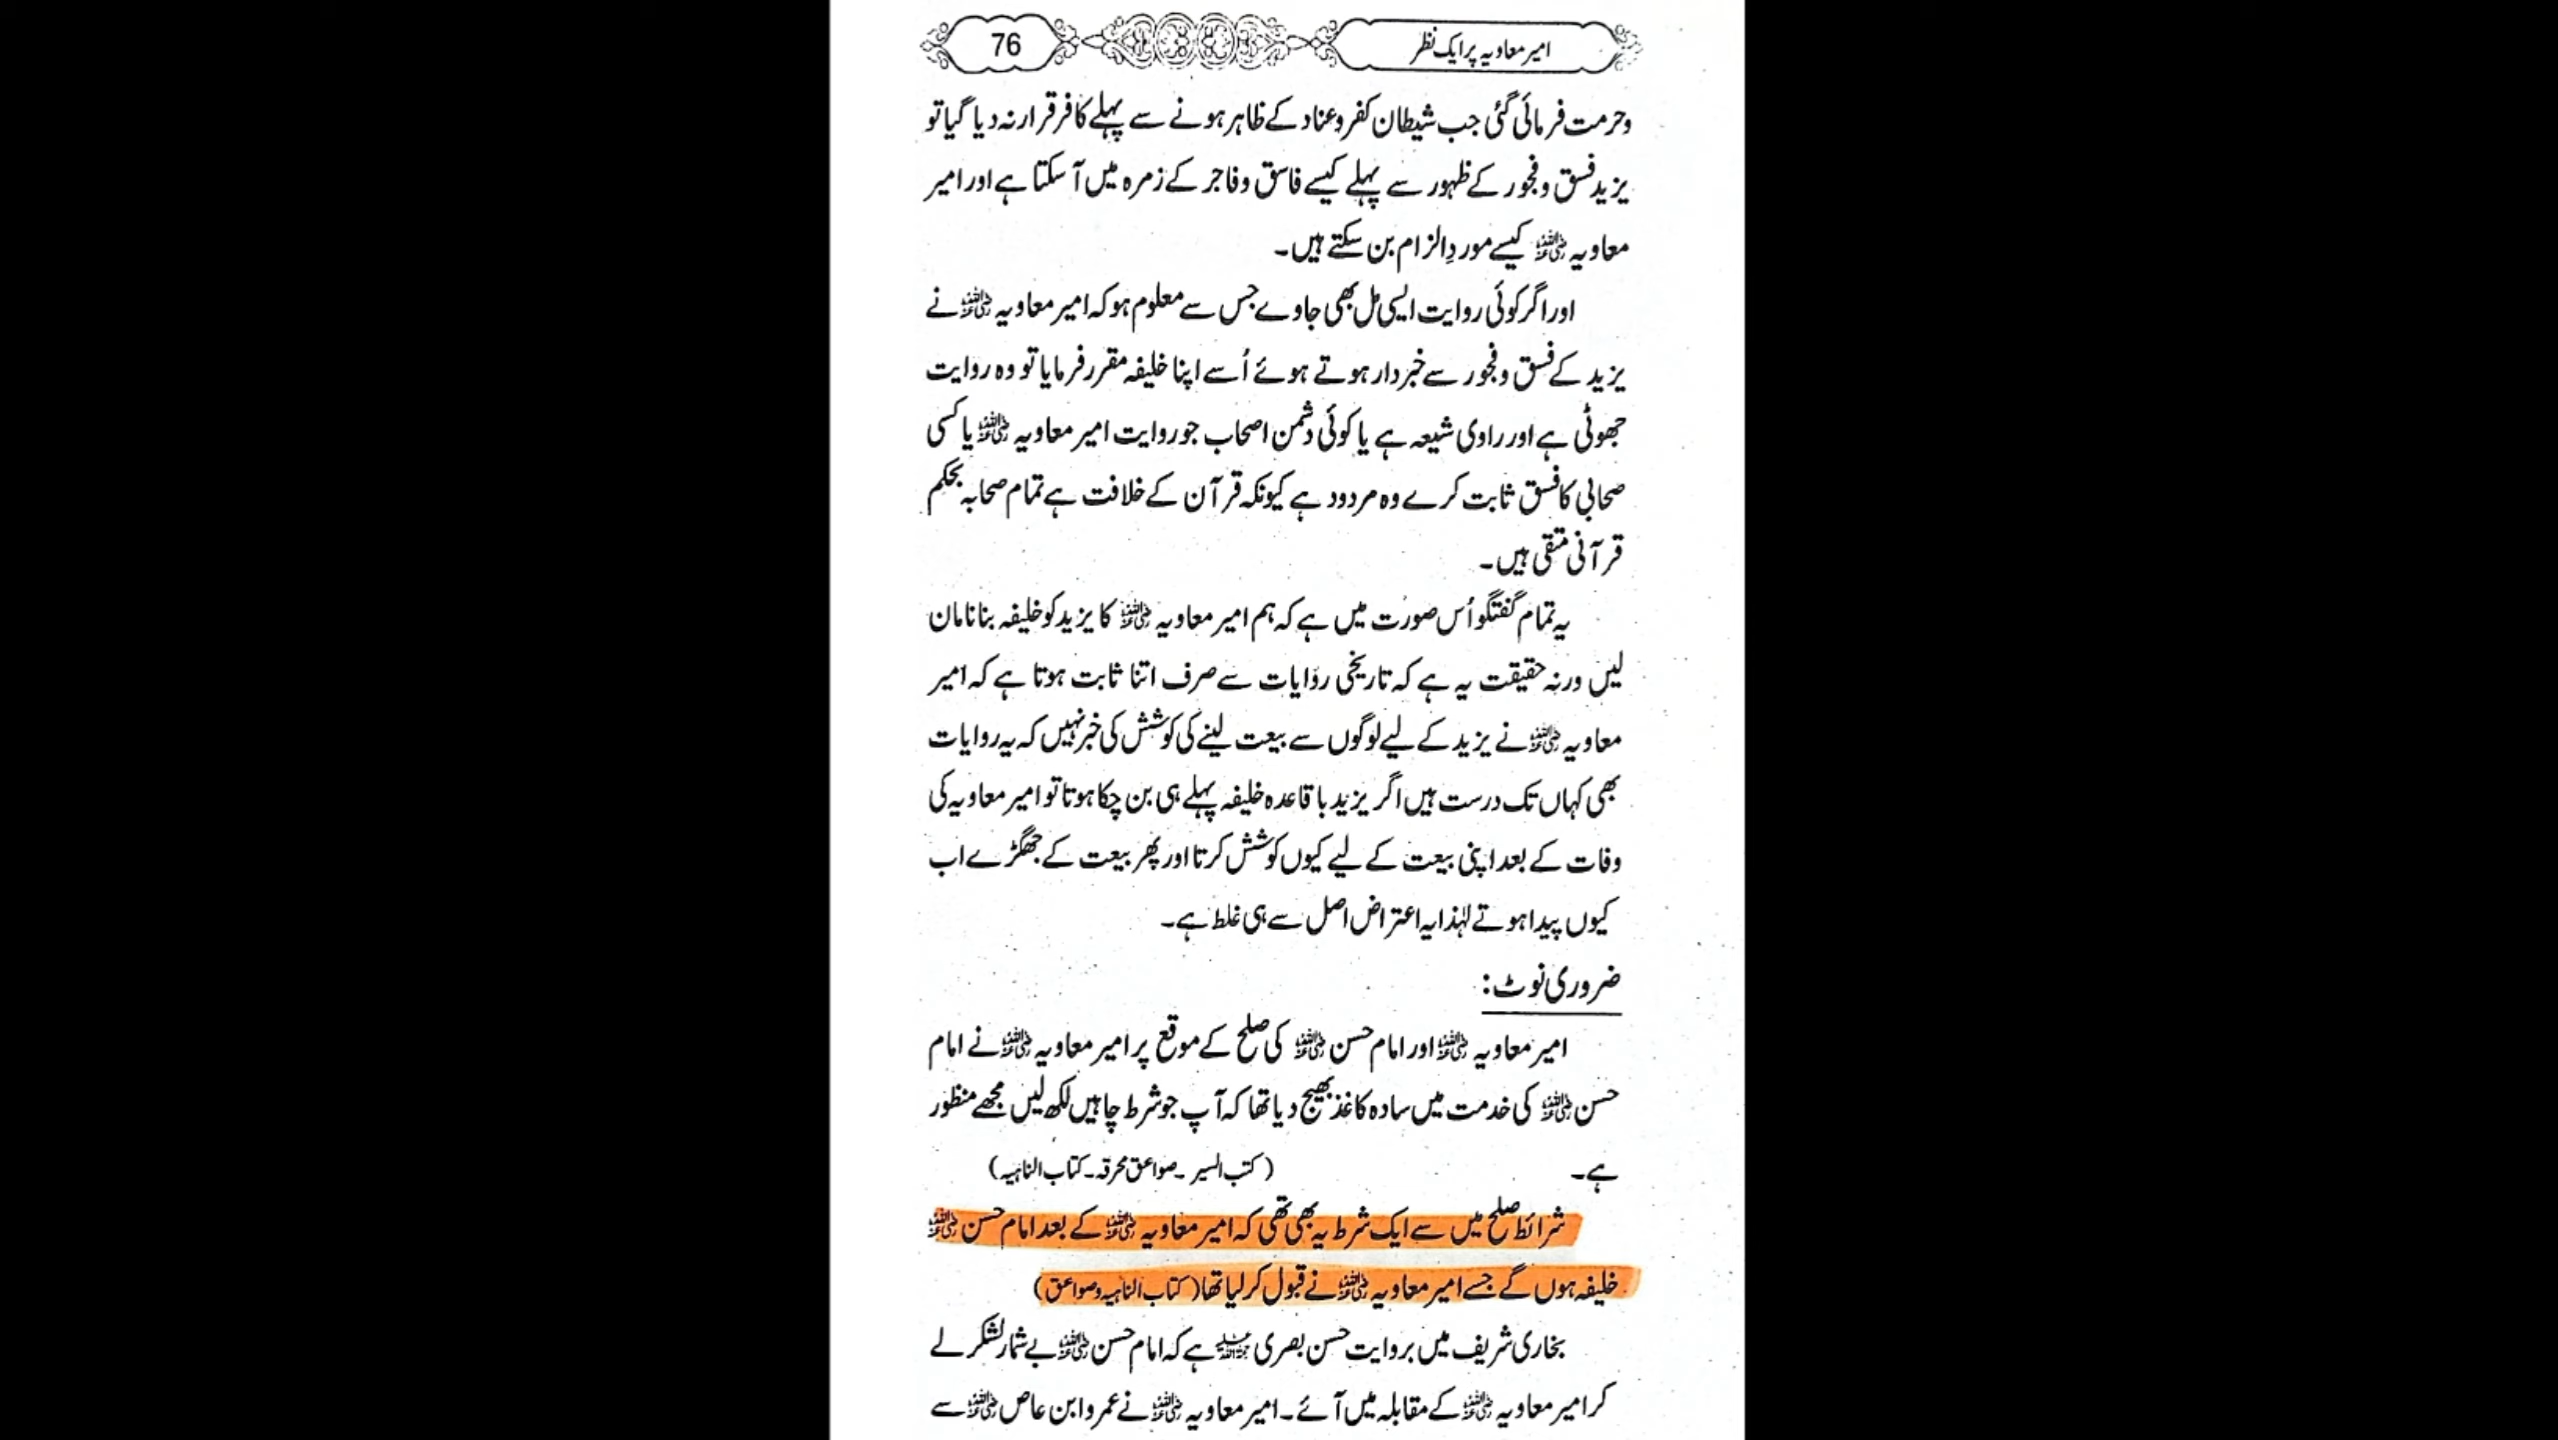 امیر معاویہ پر ایک نظر
76
وحرمت فرمائی گئی جب شیطان کفر و عناد کے ظاہر ہونے سے پہلے کافر قرار نہ دیا گیا تو
یزید فسق و فجور کے ظہور سے پہلے کیسے فاسق و فاجر کے زمرہ میں آ سکتا ہے اور امیر
معاویہ رضی اللہ عنہ کیسے موردِ الزام بن سکتے ہیں۔
اور اگر کوئی روایت ایسی مل بھی جاوے جس سے معلوم ہو کہ امیر معاویہ رضی اللہ عنہ نے
یزید کے فسق و فجور سے خبردار ہوتے ہوئے اُسے اپنا خلیفہ مقرر فرمایا تو وہ روایت
جھوٹی ہے اور راوی شیعہ ہے یا کوئی دشمن اصحاب جو روایت امیر معاویہ رضی اللہ عنہ یا کسی
صحابی کا فسق ثابت کرے وہ مردود ہے کیونکہ قرآن کے خلافت ہے تمام صحابہ بحکم
قرآنی متقی ہیں۔
یہ تمام گفتگو اُس صورت میں ہے کہ ہم امیر معاویہ رضی اللہ عنہ کا یزید کو خلیفہ بنانا مان
لیں ورنہ حقیقت یہ ہے کہ تاریخی روایات سے صرف اتنا ثابت ہوتا ہے کہ امیر
معاویہ رضی اللہ عنہ نے یزید کے لیے لوگوں سے بیعت لینے کی کوشش کی خبر نہیں کہ یہ روایات
بھی کہاں تک درست ہیں اگر یزید باقاعدہ خلیفہ پہلے ہی بن چکا ہوتا تو امیر معاویہ کی
وفات کے بعد اپنی بیعت کے لیے کیوں کوشش کرتا اور پھر بیعت کے جھگڑے اب
کیوں پیدا ہوتے لہٰذا یہ اعتراض اصل سے ہی غلط ہے۔
ضروری نوٹ:
امیر معاویہ رضی اللہ عنہ اور امام حسن رضی اللہ عنہ کی صلح کے موقع پر امیر معاویہ رضی اللہ عنہ نے امام
حسن رضی اللہ عنہ کی خدمت میں سادہ کاغذ بھیج دیا تھا کہ آپ جو شرط چاہیں لکھ لیں مجھے منظور
ہے۔ (کتب السیر۔ صواعق محرقہ۔ کتاب الناہیہ)
شرائط صلح میں سے ایک شرط یہ بھی تھی کہ امیر معاویہ رضی اللہ عنہ کے بعد امام حسن رضی اللہ عنہ
خلیفہ ہوں گے جسے امیر معاویہ رضی اللہ عنہ نے قبول کر لیا تھا (کتاب الناہیہ وصواعق)
بخاری شریف میں بروایت حسن بصری رحمۃ اللہ علیہ ہے کہ امام حسن رضی اللہ عنہ بے شمار لشکر لے
کر امیر معاویہ رضی اللہ عنہ کے مقابلہ میں آئے۔ امیر معاویہ رضی اللہ عنہ نے عمرو ابن عاص رضی اللہ عنہ سے